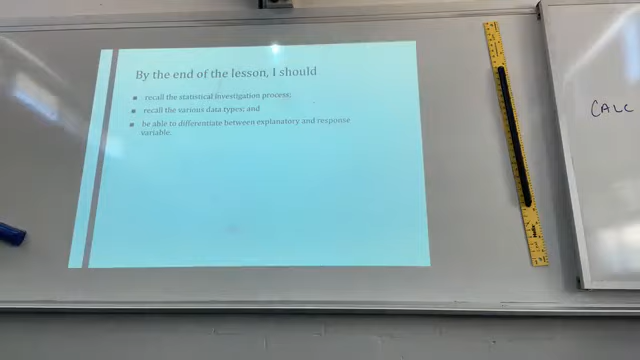 By the end of the lesson, I should
recall the statistical investigation process;
recall the various data types; and
be able to differentiate between explanatory and response
variable.
CALC